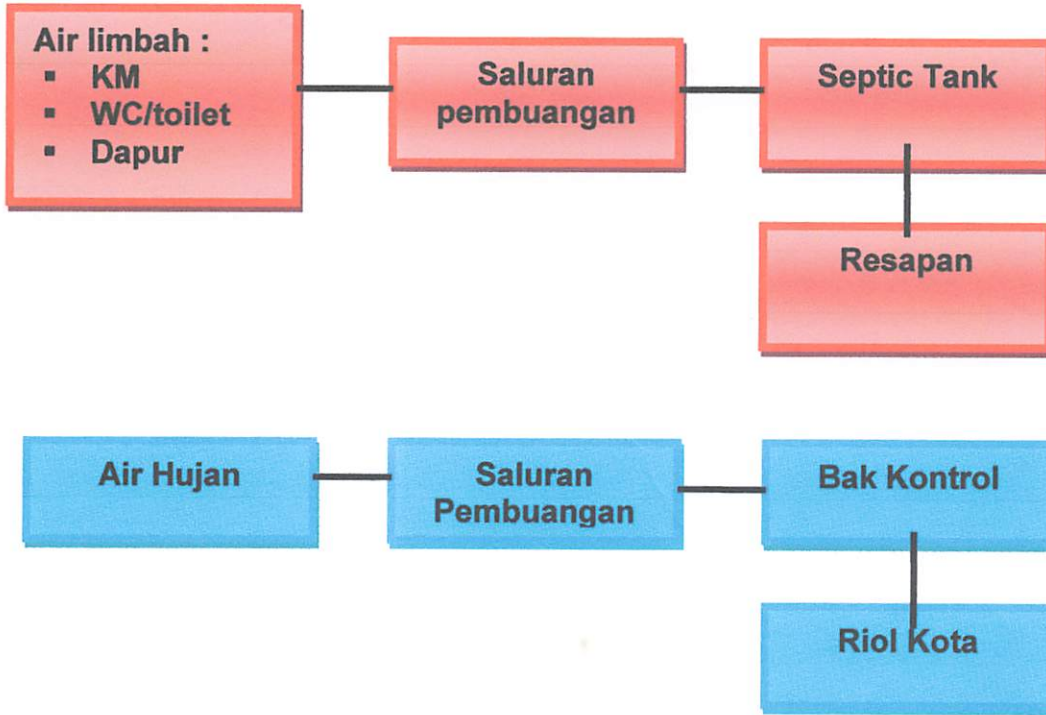 Air limbah :
▪ KM
▪ WC/toilet
▪ Dapur
Saluran
pembuangan
Septic Tank
Resapan
Air Hujan
Saluran
Pembuangan
Bak Kontrol
Riol Kota